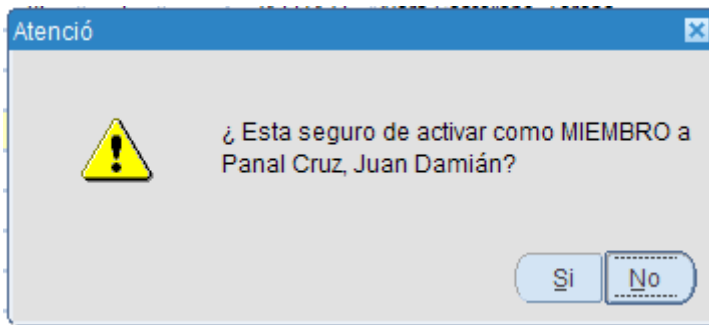 Atenció
¿ Esta seguro de activar como MIEMBRO a
Panal Cruz, Juan Damián?
Si
No